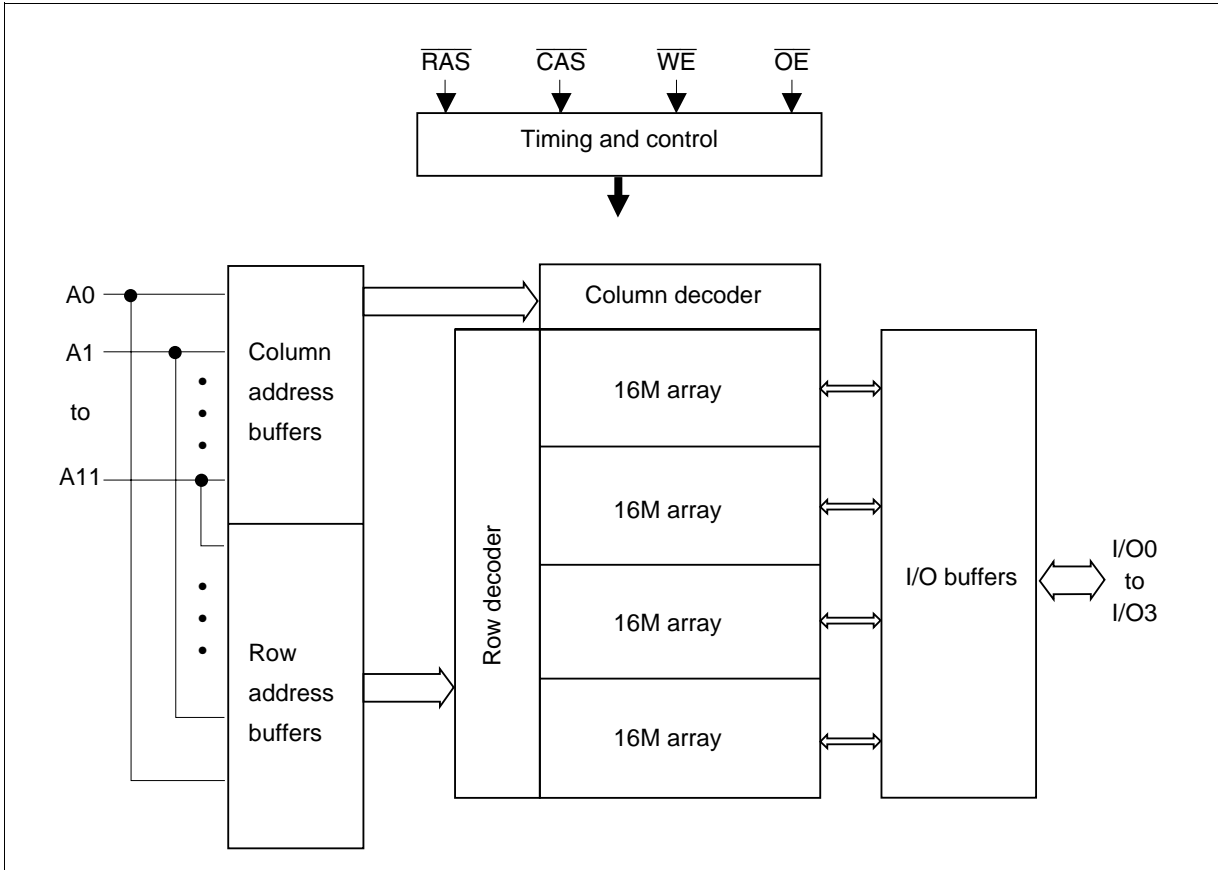 RAS CAS WE OE
Timing and control
A0
A1
to
A11
Column
address
buffers
Row
address
buffers
Column decoder
Row decoder
16M array
16M array
16M array
16M array
I/O buffers
I/O0
to
I/O3